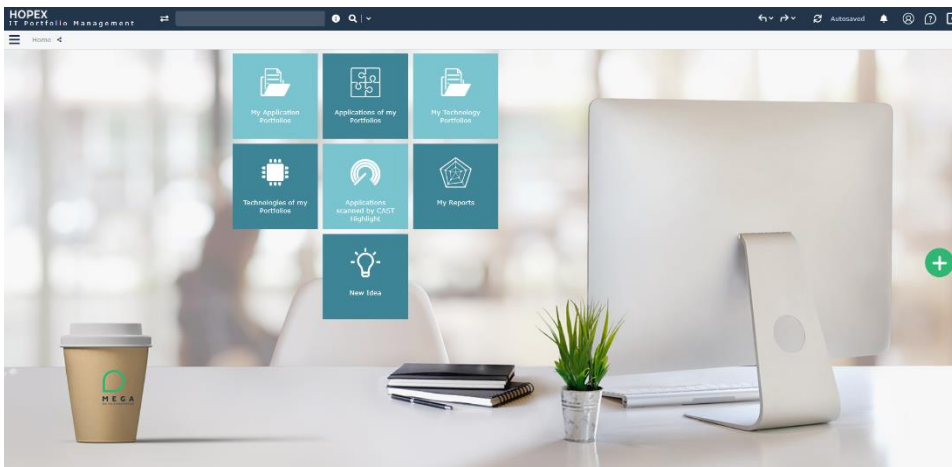 HOPEX
IT Portfolio Management
Autosaved
Home
My Application
Portfolios
Applications of my
Portfolios
My Technology
Portfolios
Technologies of my
Portfolios
Applications
scanned by CAST
Highlight
My Reports
New Idea
MEGA